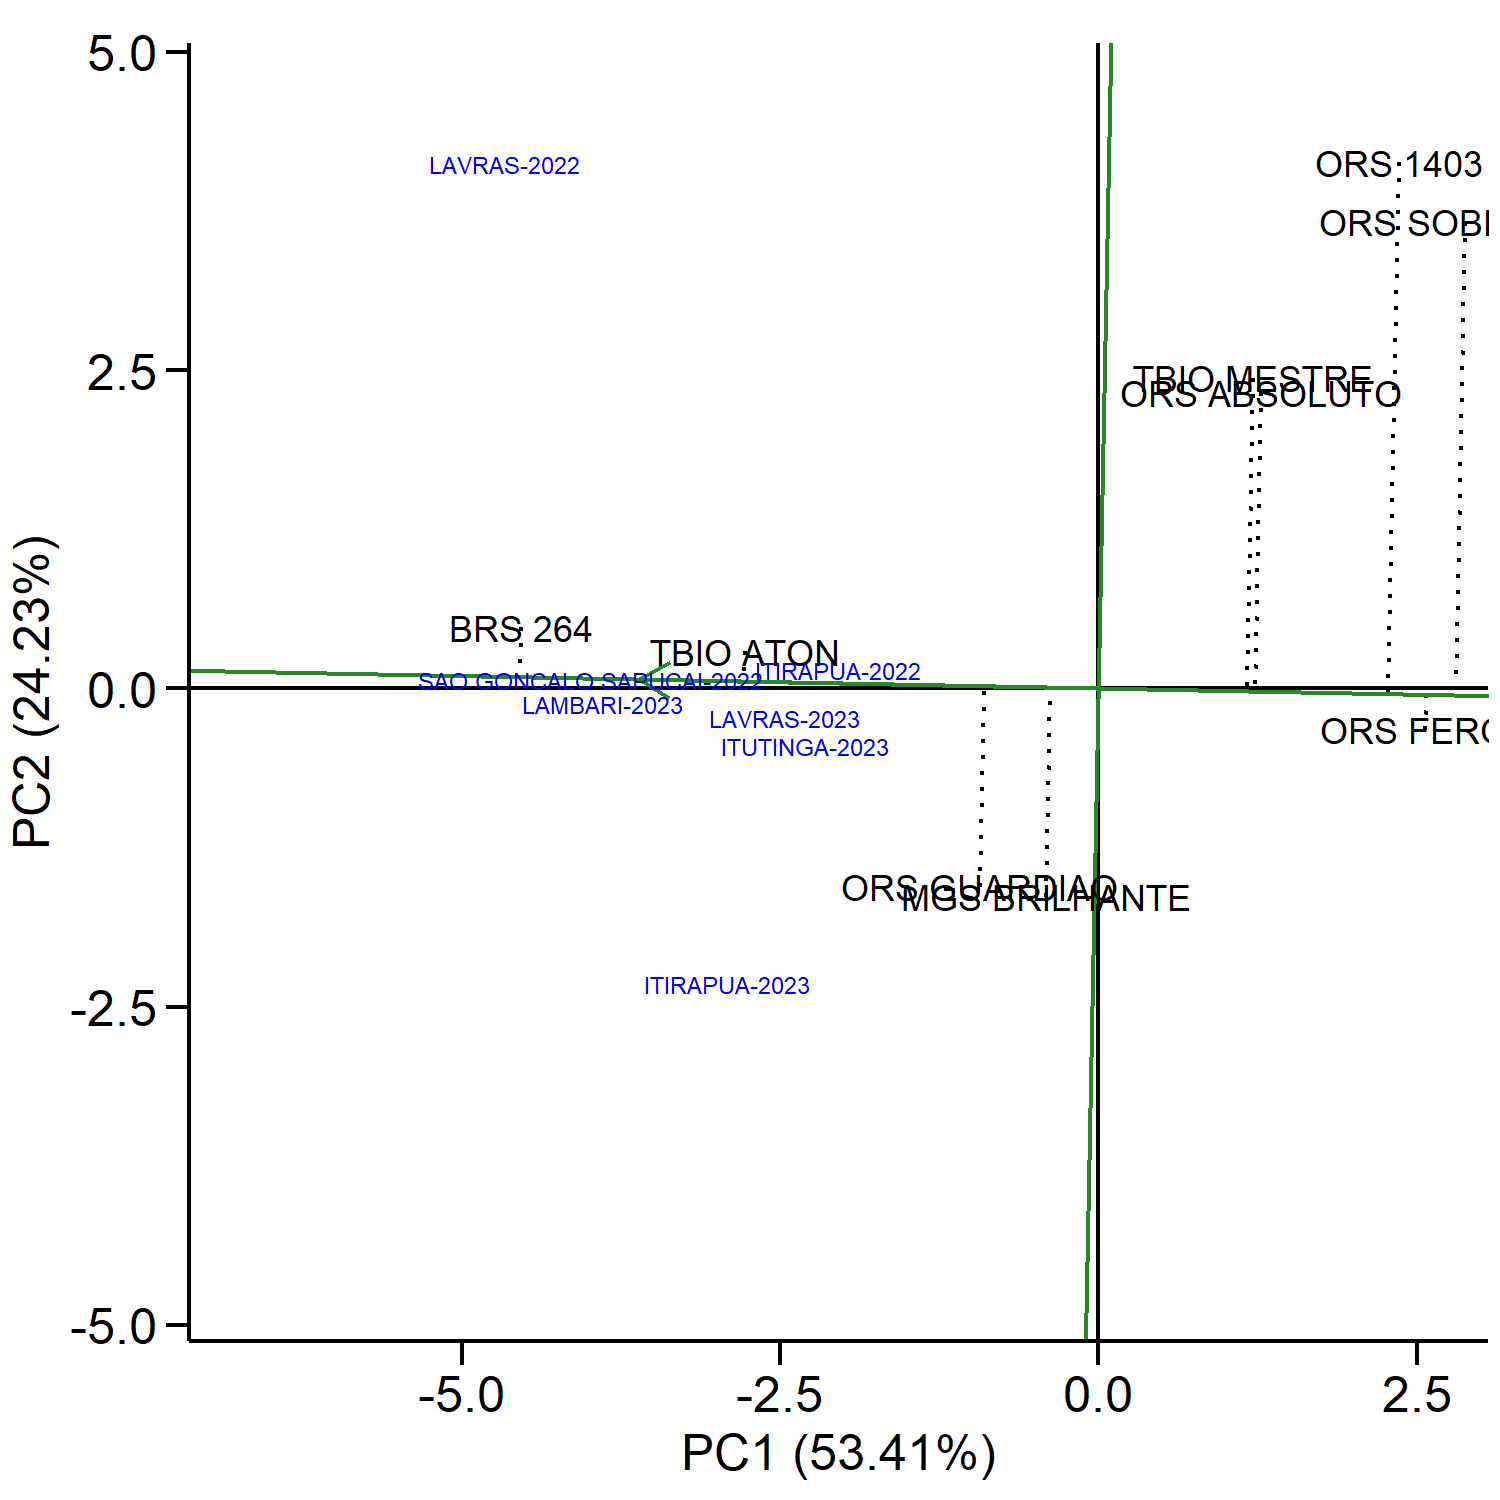 5.0
LAVRAS-2022
ORS 1403
ORS SOB
2.5
TBIO MESTRE
ORS ABSOLUTO
PC2 (24.23%)
BRS 264
TBIO ATON
ITIRAPUA-2022
SAO GONCALO SAPUCAI-2022
0.0
LAMBARI-2023
LAVRAS-2023
ORS FERO
ITUTINGA-2023
ORS GUARDIAO
MGS BRILHANTE
ITIRAPUA-2023
-2.5
-5.0
-5.0 -2.5 0.0 2.5
PC1 (53.41%)